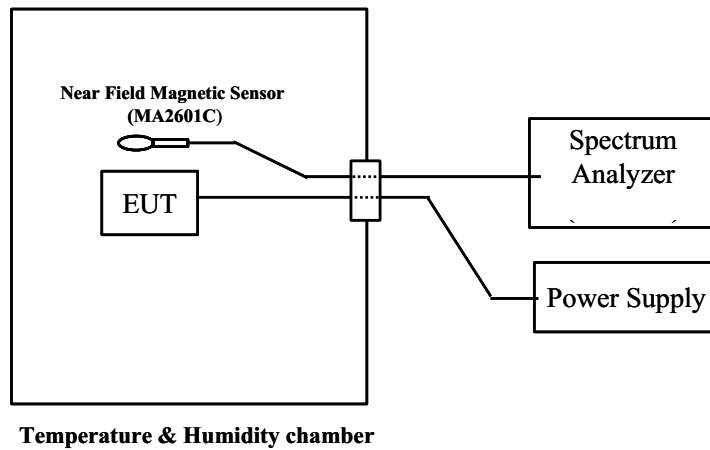 Near Field Magnetic Sensor
(MA2601C)
EUT
Spectrum
Analyzer
Power Supply
Temperature & Humidity chamber